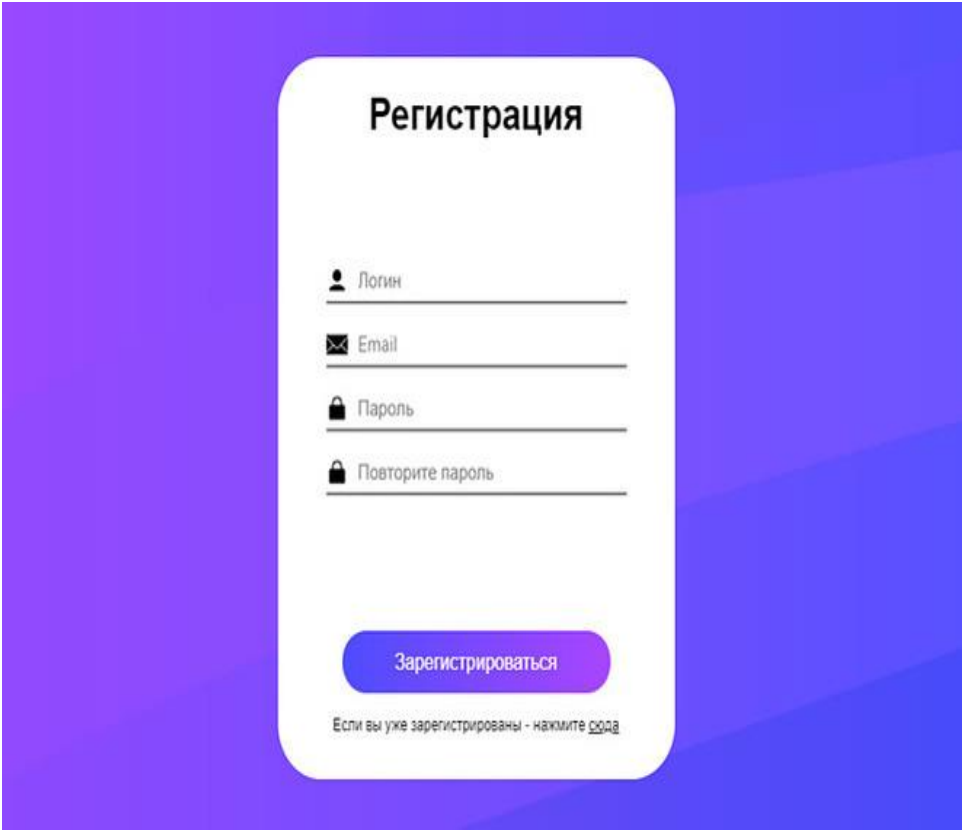 Регистрация
Логин
Email
Пароль
Повторите пароль
Зарегистрироваться
Если вы уже зарегистрированы - нажмите сюда